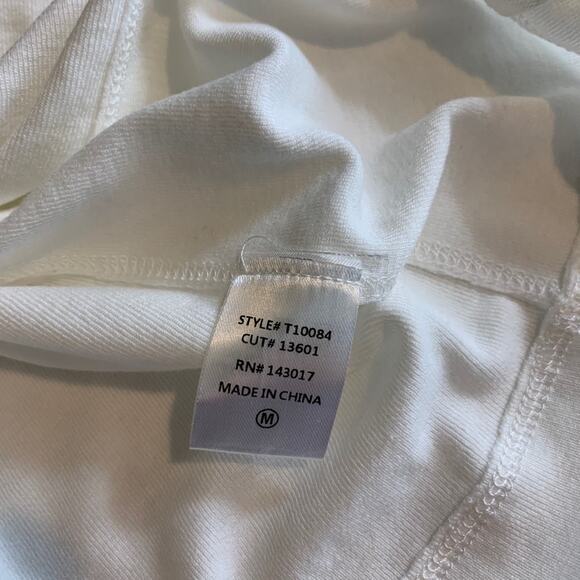 STYLE# T10084
CUT# 13601
RN# 143017
MADE IN CHINA
M